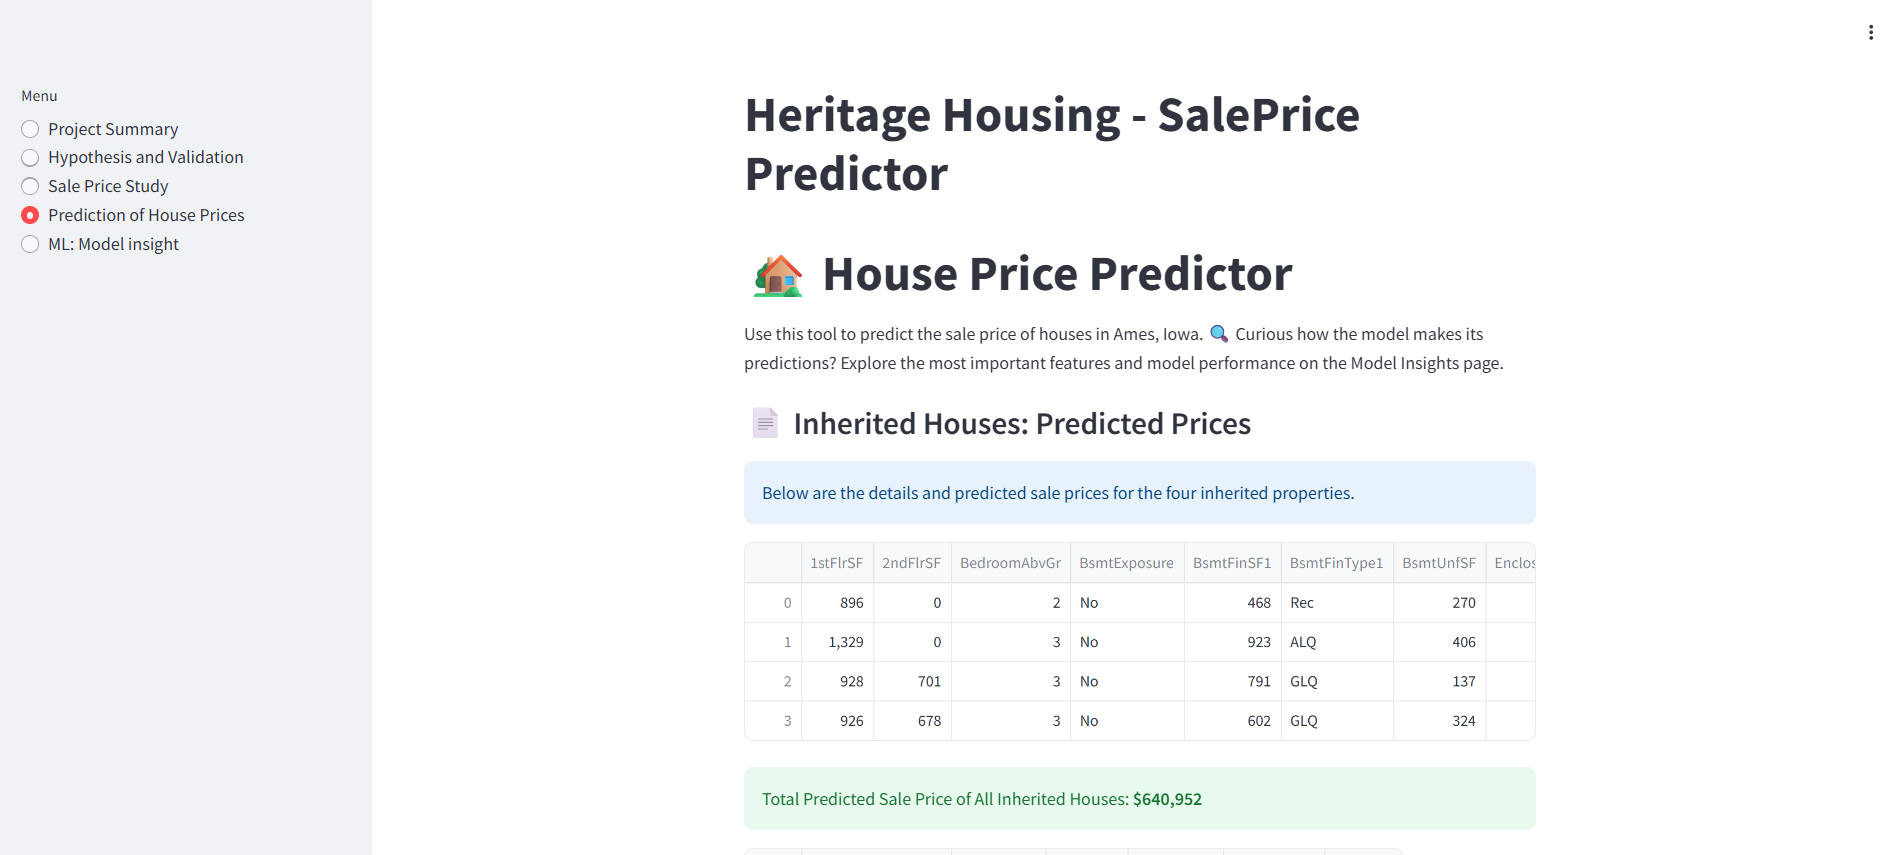 Menu
Project Summary
Hypothesis and Validation
Sale Price Study
Prediction of House Prices
ML: Model insight
Heritage Housing - SalePrice
Predictor
House Price Predictor
Use this tool to predict the sale price of houses in Ames, Iowa. 🔍 Curious how the model makes its
predictions? Explore the most important features and model performance on the Model Insights page.
Inherited Houses: Predicted Prices
Below are the details and predicted sale prices for the four inherited properties.
1stFlrSF 2ndFlrSF BedroomAbvGr BsmtExposure BsmtFinSF1 BsmtFinType1 BsmtUnfSF Enclos
0 896 0 2 No 468 Rec 270
1 1,329 0 3 No 923 ALQ 406
2 928 701 3 No 791 GLQ 137
3 926 678 3 No 602 GLQ 324
Total Predicted Sale Price of All Inherited Houses: $640,952